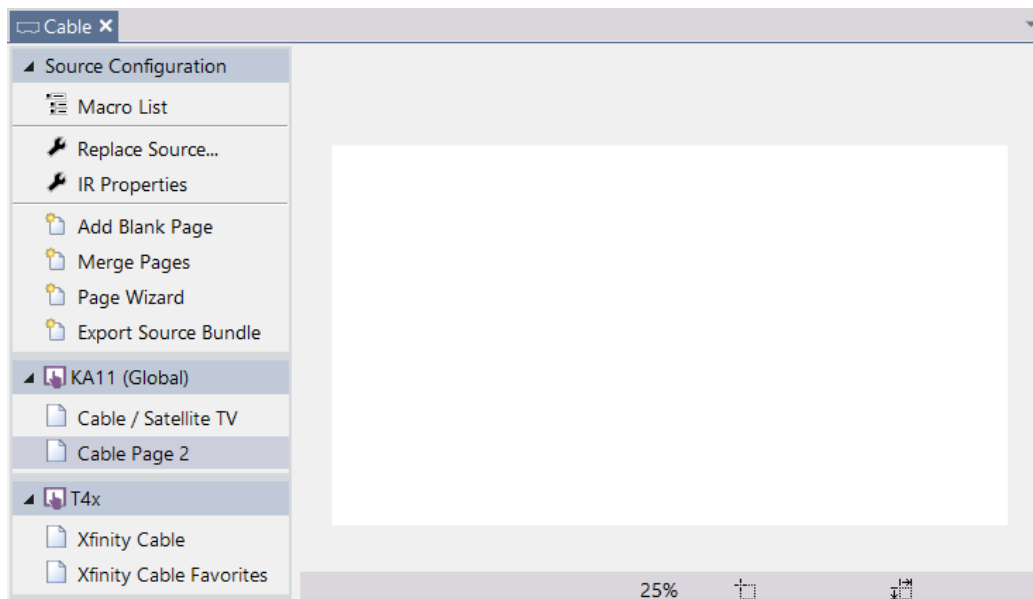 Cable
Source Configuration
Macro List
Replace Source...
IR Properties
Add Blank Page
Merge Pages
Page Wizard
Export Source Bundle
KA11 (Global)
Cable / Satellite TV
Cable Page 2
T4x
Xfinity Cable
Xfinity Cable Favorites
25%